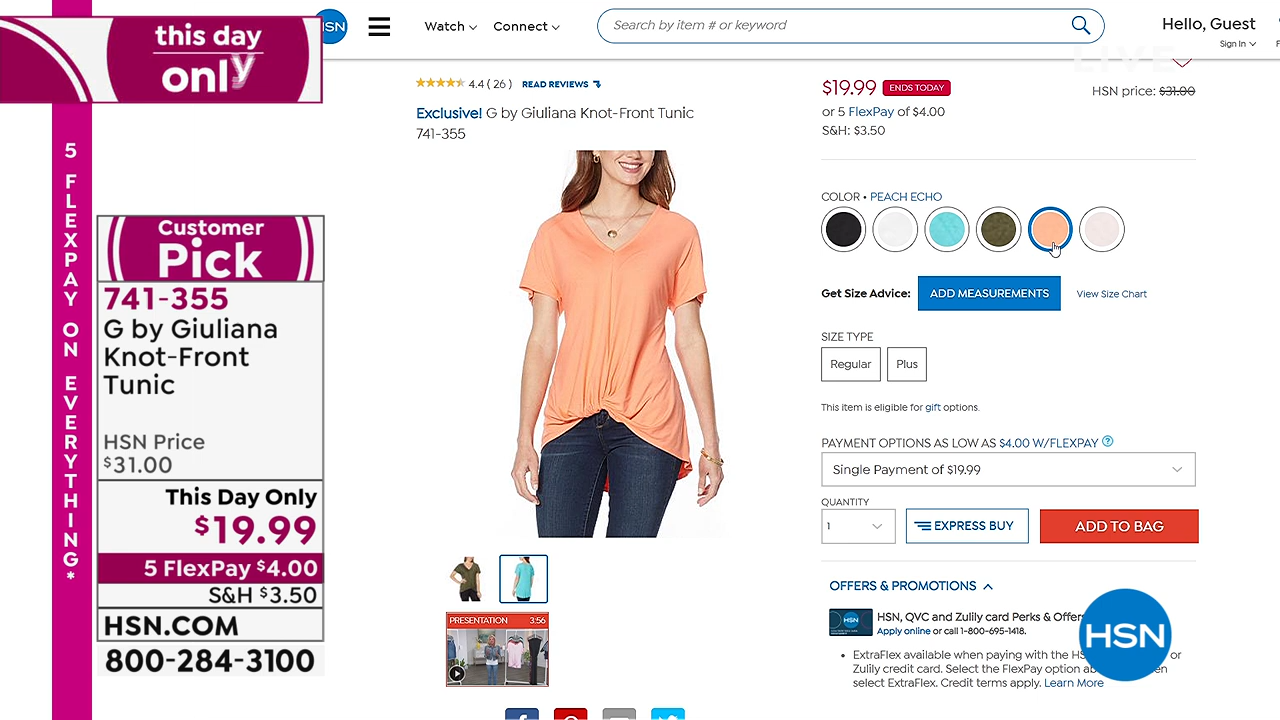 this day
only
5 FLEXPAY ON EVERYTHING*
Customer
Pick
741-355
G by Giuliana
Knot-Front
Tunic
HSN Price
$31.00
This Day Only
$19.99
5 FlexPay $4.00
S&H $3.50
HSN.COM
800-284-3100
HSN
Watch
Connect
Search by item # or keyword
Hello, Guest
Sign In
LIVE
4.4 ( 26 ) READ REVIEWS
Exclusive! G by Giuliana Knot-Front Tunic
741-355
PRESENTATION 3:56
$19.99 ENDS TODAY
HSN price: $31.00
or 5 FlexPay of $4.00
S&H: $3.50
COLOR • PEACH ECHO
Get Size Advice: ADD MEASUREMENTS View Size Chart
SIZE TYPE
Regular Plus
This item is eligible for gift options.
PAYMENT OPTIONS AS LOW AS $4.00 W/FLEXPAY ?
Single Payment of $19.99
QUANTITY
1 EXPRESS BUY ADD TO BAG
OFFERS & PROMOTIONS
HSN HSN, QVC and Zulily card Perks & Offers
Apply online or call 1-800-695-1418.
• ExtraFlex available when paying with the HS or
Zulily credit card. Select the FlexPay option
select ExtraFlex. Credit terms apply. Learn More
HSN